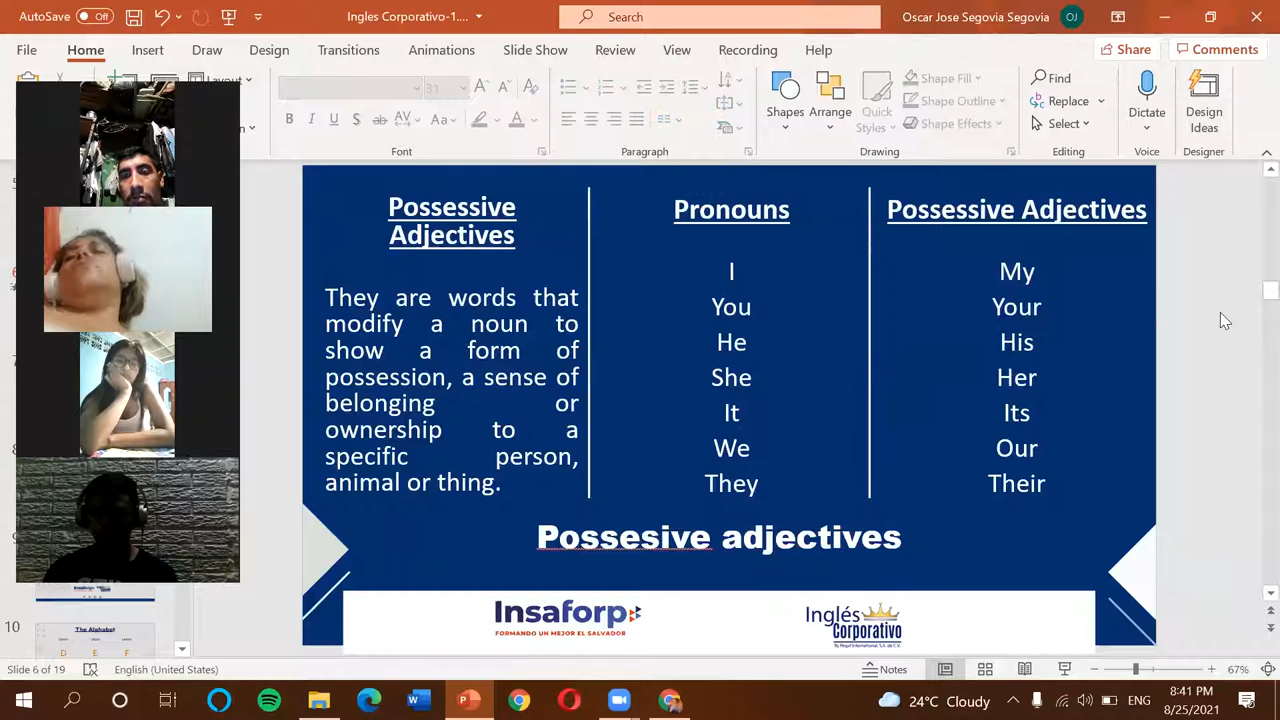 AutoSave Off
Ingles Corporativo-1....
Search
Oscar Jose Segovia Segovia
OJ
File Home Insert Draw Design Transitions Animations Slide Show Review View Recording Help
Share
Comments
Layout
Shapes
Arrange
Quick
Styles
Shape Fill
Shape Outline
Shape Effects
Find
Replace
Select
Dictate
Design
Ideas
Font
Paragraph
Drawing
Editing
Voice
Designer
Possessive
Adjectives
They are words that
modify a noun to
show a form of
possession, a sense of
belonging or
ownership to a
specific person,
animal or thing.
Pronouns
I
You
He
She
It
We
They
Possessive Adjectives
My
Your
His
Her
Its
Our
Their
Possesive adjectives
Insaforp
FORMANDO UN MEJOR EL SALVADOR
Inglés
Corporativo
By Regal International, S.A. de C.V.
10
The Alphabet
D E F
Slide 6 of 19
English (United States)
Notes
67%
24°C Cloudy
ENG
8:41 PM
8/25/2021